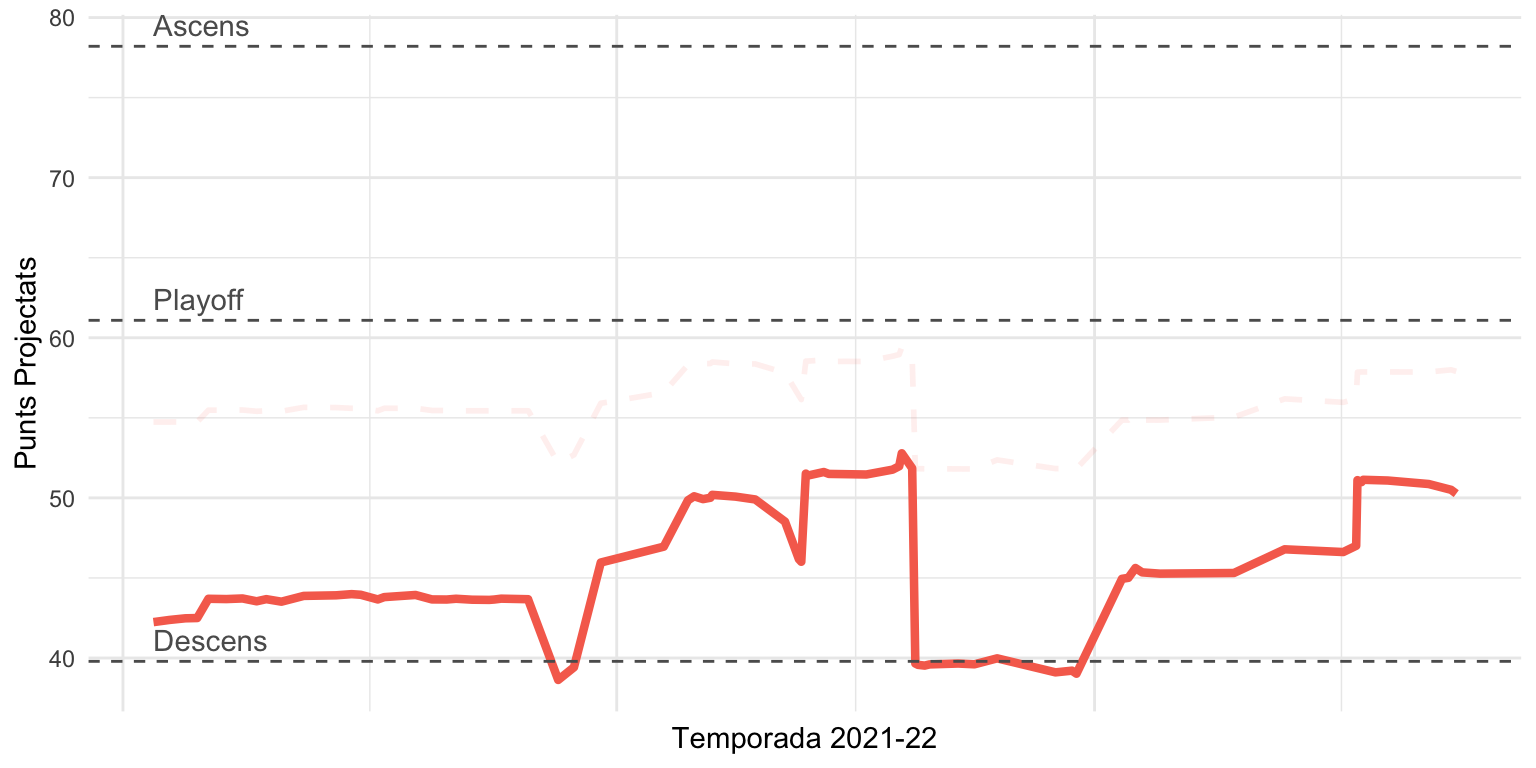 80
Ascens
70
Playoff
60
Punts Projectats
50
Descens
40
Temporada 2021-22